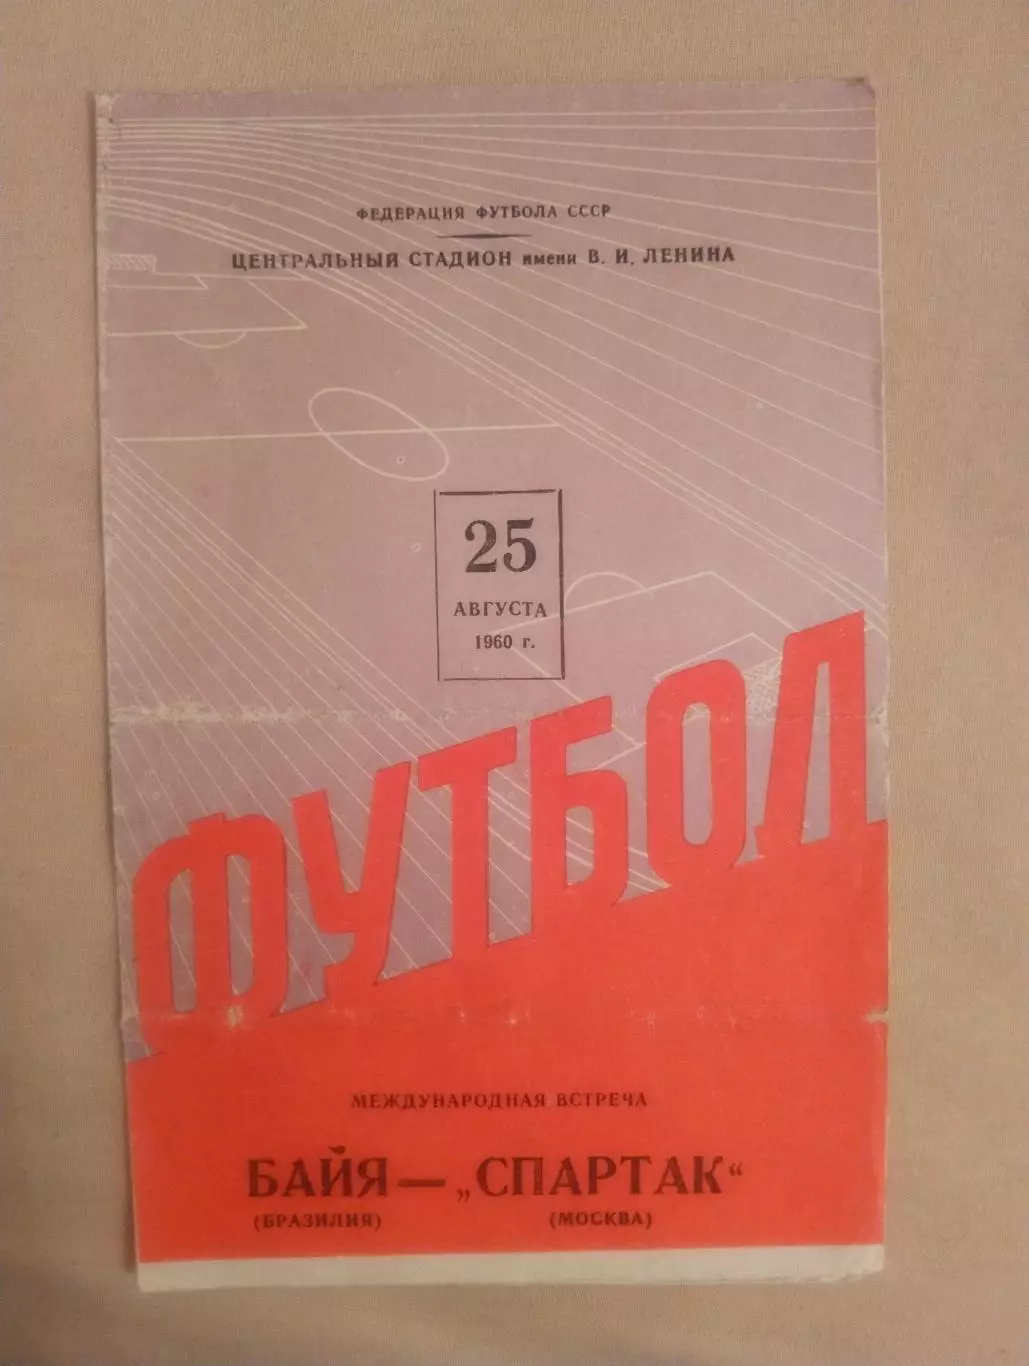 ФЕДЕРАЦИЯ ФУТБОЛА СССР
ЦЕНТРАЛЬНЫЙ СТАДИОН имени В. И. ЛЕНИНА
25
АВГУСТА
1960 г.
ФУТБОЛ
МЕЖДУНАРОДНАЯ ВСТРЕЧА
БАЙЯ — „СПАРТАК“
(БРАЗИЛИЯ) (МОСКВА)